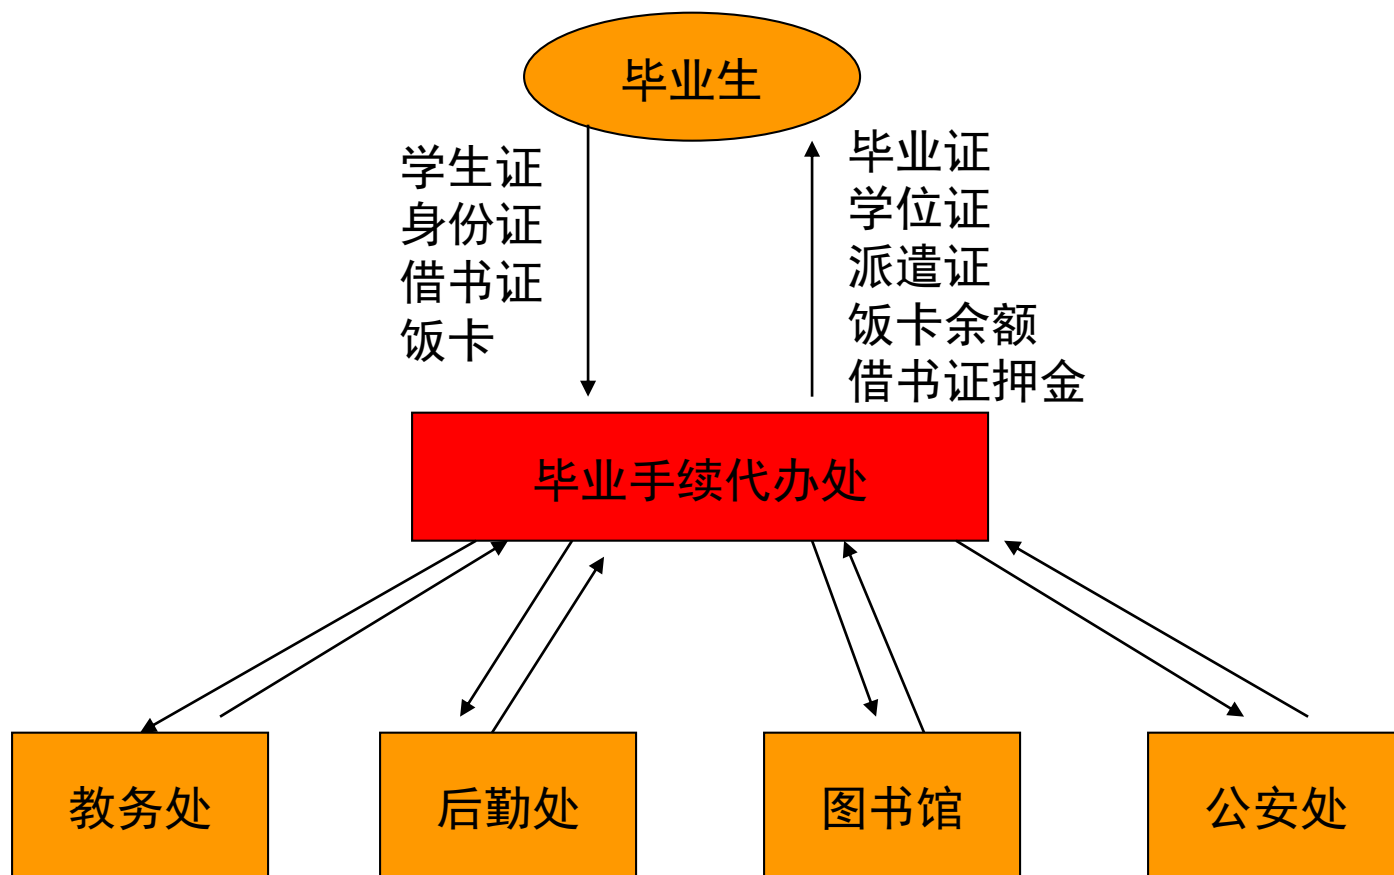 毕业生
学生证
身份证
借书证
饭卡
毕业证
学位证
派遣证
饭卡余额
借书证押金
毕业手续代办处
教务处
后勤处
图书馆
公安处